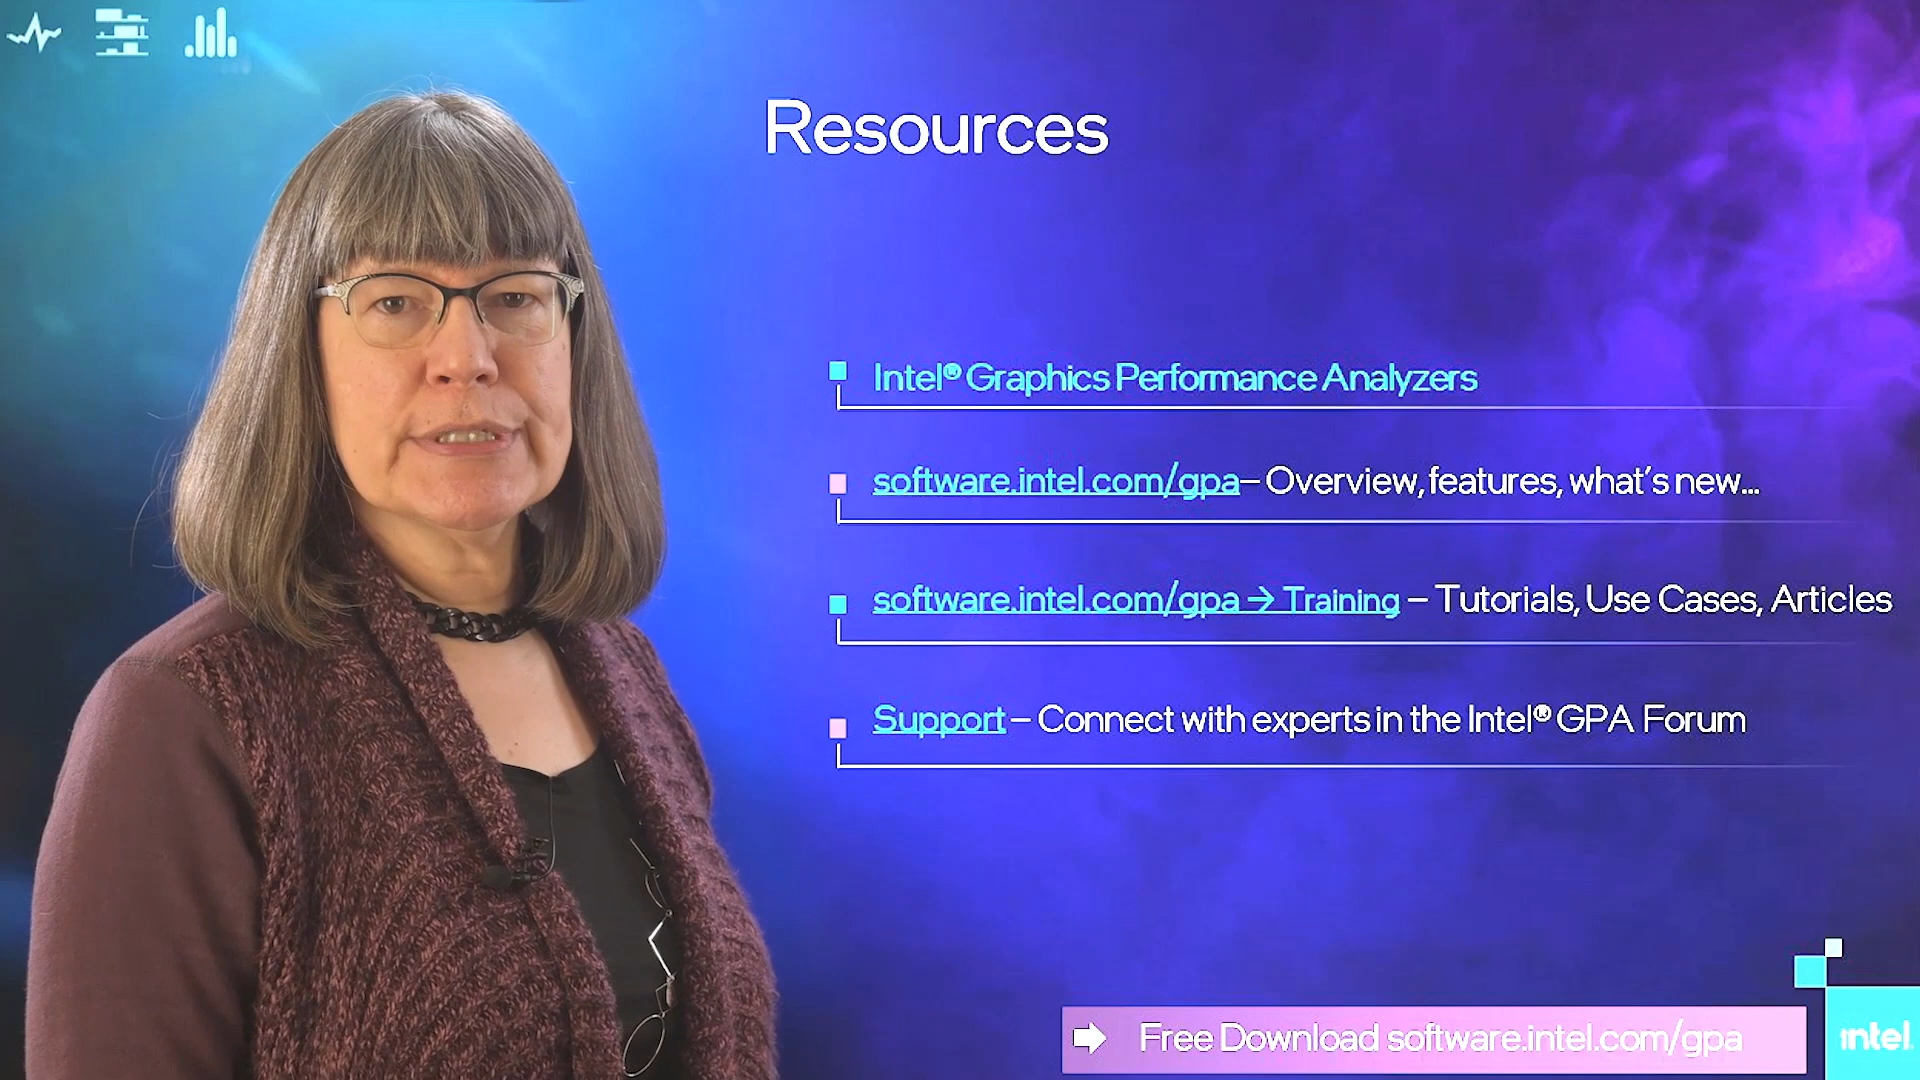 Resources
Intel® Graphics Performance Analyzers
software.intel.com/gpa– Overview, features, what's new...
software.intel.com/gpa → Training – Tutorials, Use Cases, Articles
Support – Connect with experts in the Intel® GPA Forum
Free Download software.intel.com/gpa
intel.